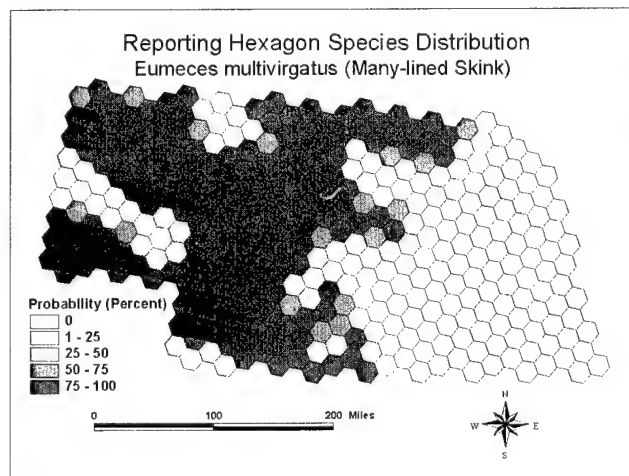 Reporting Hexagon Species Distribution
Eumeces multivirgatus (Many-lined Skink)
Probability (Percent)
0
1 - 25
25 - 50
50 - 75
75 - 100
0 100 200 Miles
N
W E
S